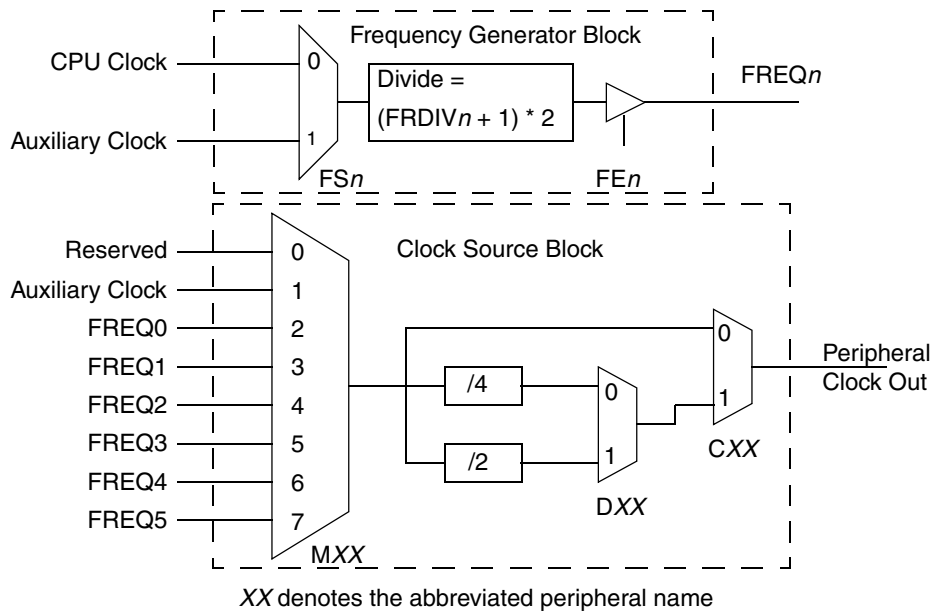 Frequency Generator Block
CPU Clock
0
Divide =
(FRDIVn + 1) * 2
FREQn
Auxiliary Clock
1
FSn
FEn
Clock Source Block
Reserved
0
Auxiliary Clock
1
FREQ0
2
0
FREQ1
3
FREQ2
4
FREQ3
5
FREQ4
6
FREQ5
7
/4
0
/2
1
1
Peripheral
Clock Out
CXX
DXX
MXX
XX denotes the abbreviated peripheral name